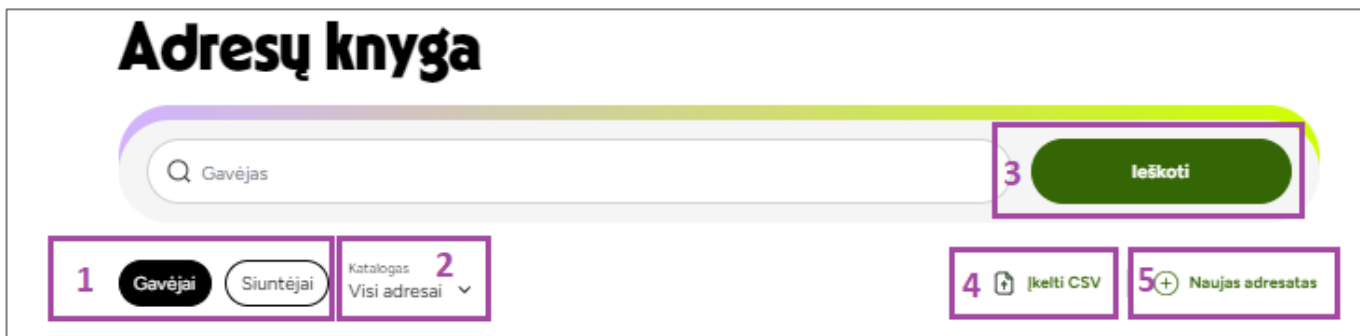 Adresų knyga
Gavėjas
3
Ieškoti
1 Gavėjai Siuntėjai
Katalogas 2
Visi adresai
4 Įkelti CSV
5 Naujas adresatas